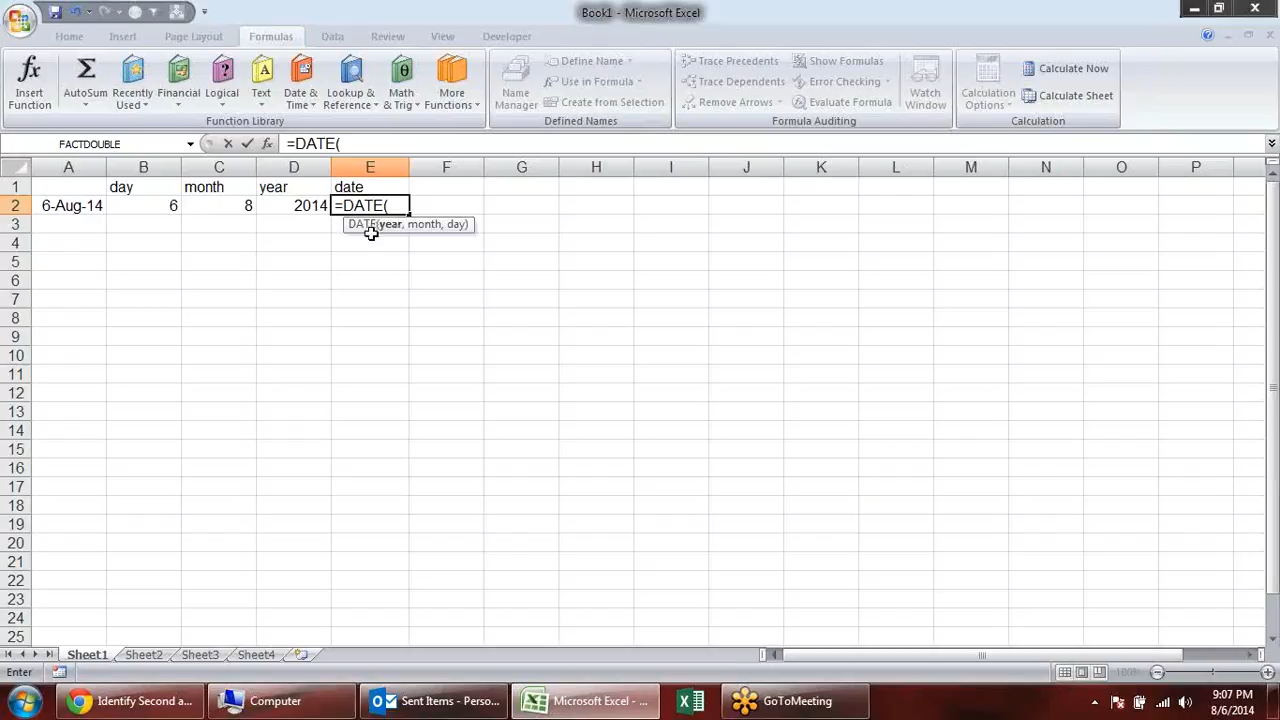 Book1 - Microsoft Excel
Home Insert Page Layout Formulas Data Review View Developer
Insert Function
AutoSum
Recently Used
Financial
Logical
Text
Date & Time
Lookup & Reference
Math & Trig
More Functions
Function Library
Name Manager
Define Name
Use in Formula
Create from Selection
Defined Names
Trace Precedents
Trace Dependents
Remove Arrows
Show Formulas
Error Checking
Evaluate Formula
Formula Auditing
Watch Window
Calculation Options
Calculate Now
Calculate Sheet
Calculation
FACTDOUBLE fx =DATE(
A B C D E F G H I J K L M N O P
1 day month year date
2 6-Aug-14 6 8 2014 =DATE(
3 DATE(year, month, day)
4
5
6
7
8
9
10
11
12
13
14
15
16
17
18
19
20
21
22
23
24
25
Sheet1 Sheet2 Sheet3 Sheet4
Enter 100%
Identify Second a... Computer Sent Items - Perso... Microsoft Excel - ... GoToMeeting 9:07 PM
8/6/2014